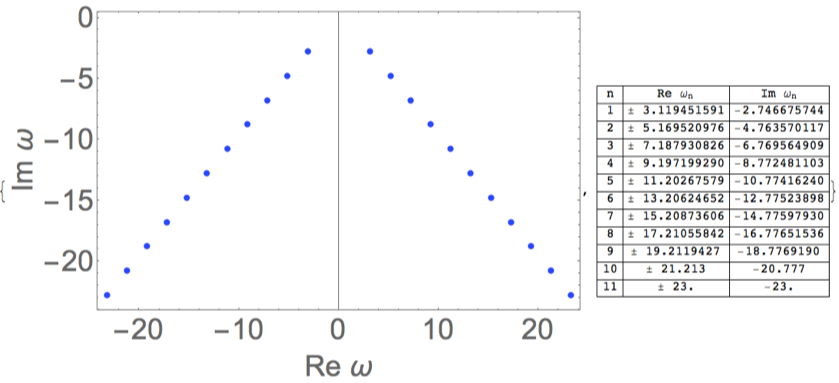 0
−5
−10
−15
−20
Im ω
−20 −10 0 10 20
Re ω
{ , }
n Re ωn Im ωn
1 ± 3.119451591 −2.746675744
2 ± 5.169520976 −4.763570117
3 ± 7.187930826 −6.769564909
4 ± 9.197199290 −8.772481103
5 ± 11.20267579 −10.77416240
6 ± 13.20624652 −12.77523898
7 ± 15.20873606 −14.77597930
8 ± 17.21055842 −16.77651536
9 ± 19.2119427 −18.7769190
10 ± 21.213 −20.777
11 ± 23. −23.